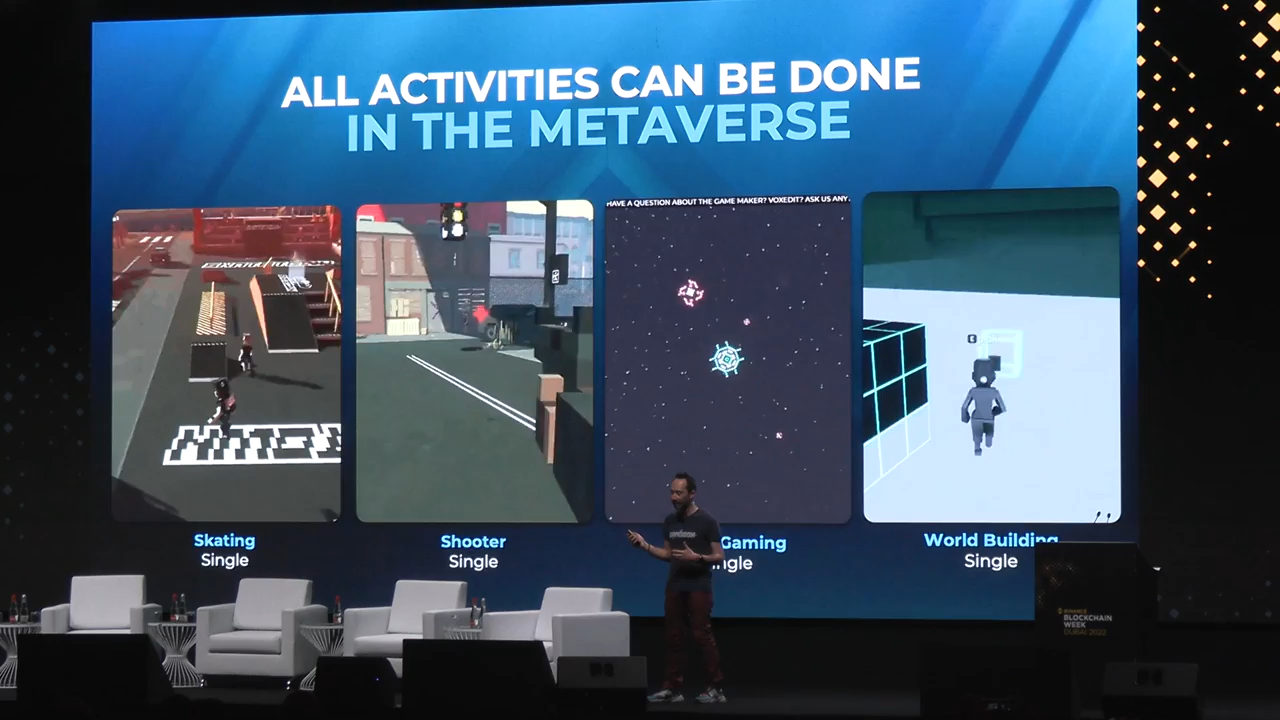 ALL ACTIVITIES CAN BE DONE
IN THE METAVERSE
HAVE A QUESTION ABOUT THE GAME MAKER? VOXEDIT? ASK US ANY
Skating
Single
Shooter
Single
Gaming
World Building
Single
BINANCE
BLOCKCHAIN
WEEK
DUBAI 2022